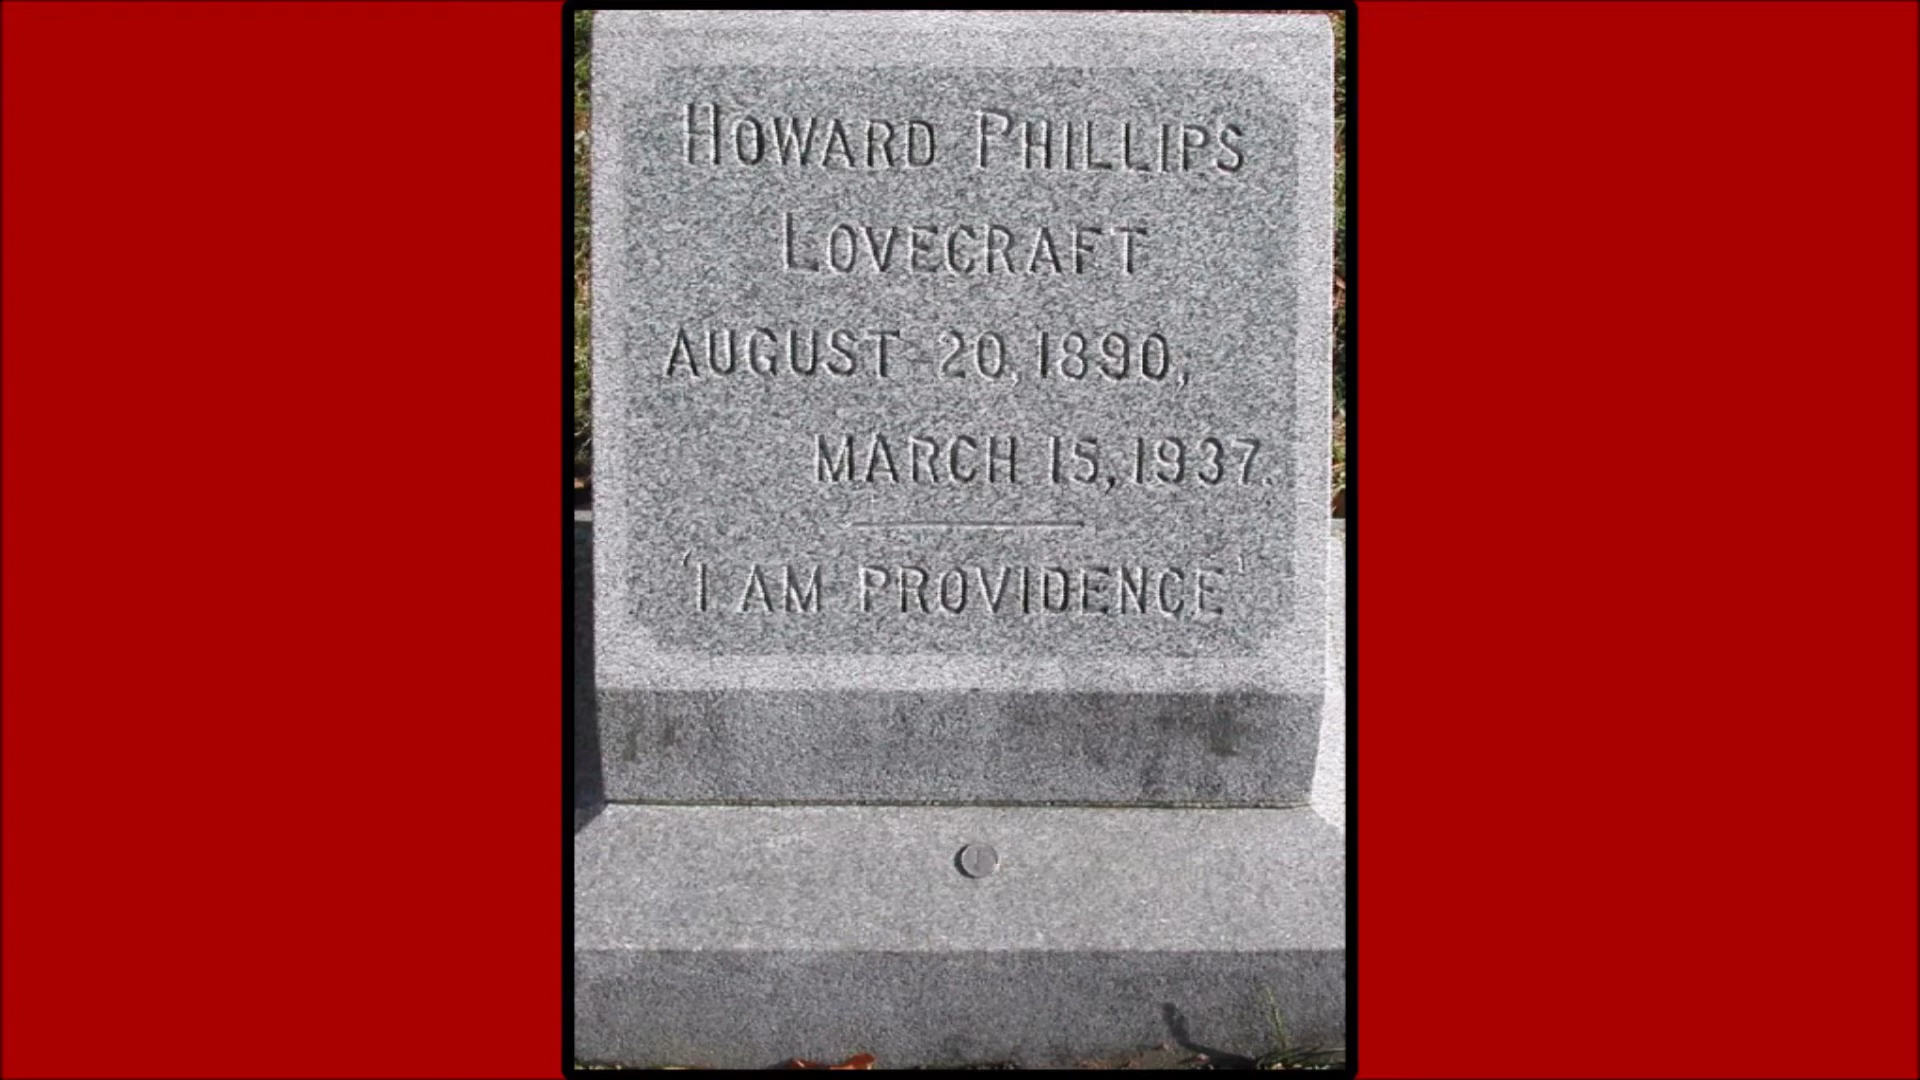 HOWARD PHILLIPS
LOVECRAFT
AUGUST 20, 1890,
MARCH 15, 1937.
'I AM PROVIDENCE'